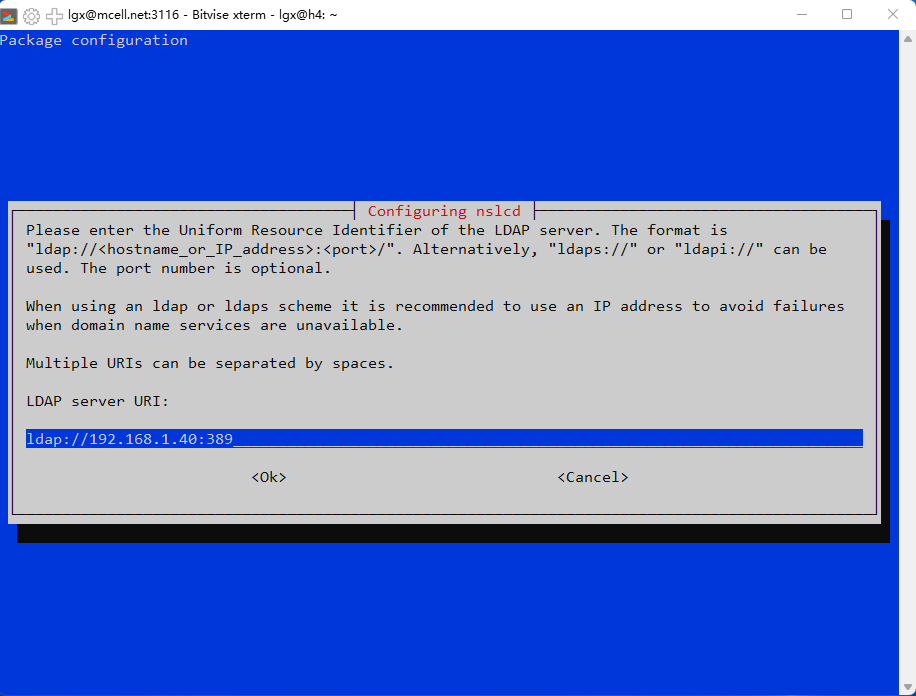 lgx@mcell.net:3116 - Bitvise xterm - lgx@h4: ~
Package configuration
Configuring nslcd
Please enter the Uniform Resource Identifier of the LDAP server. The format is
"ldap://<hostname_or_IP_address>:<port>/". Alternatively, "ldaps://" or "ldapi://" can be
used. The port number is optional.
When using an ldap or ldaps scheme it is recommended to use an IP address to avoid failures
when domain name services are unavailable.
Multiple URIs can be separated by spaces.
LDAP server URI:
ldap://192.168.1.40:389
<Ok> <Cancel>